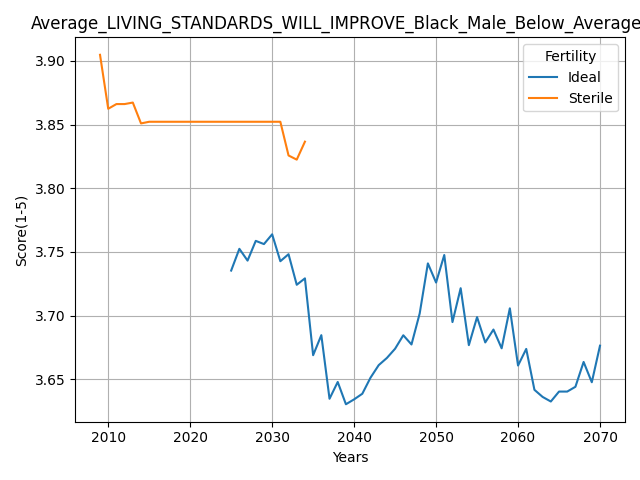 Average_LIVING_STANDARDS_WILL_IMPROVE_Black_Male_Below_Average
Fertility
Ideal
Sterile
3.90
3.85
3.80
3.75
3.70
3.65
Score(1-5)
2010 2020 2030 2040 2050 2060 2070
Years